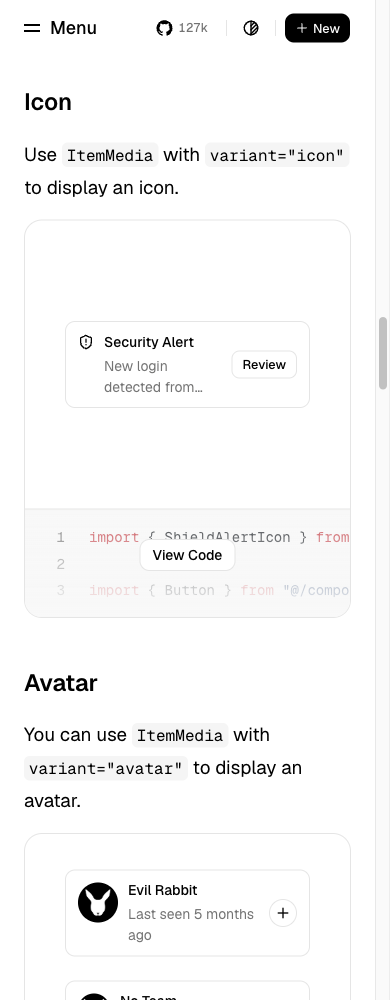 Menu 127k New
Icon
Use ItemMedia with variant="icon"
to display an icon.
Security Alert
New login
detected from...
Review
1 import { ShieldAlertIcon } from
2
View Code
3 import { Button } from "@/compo
Avatar
You can use ItemMedia with
variant="avatar" to display an
avatar.
Evil Rabbit
Last seen 5 months
ago
No Team